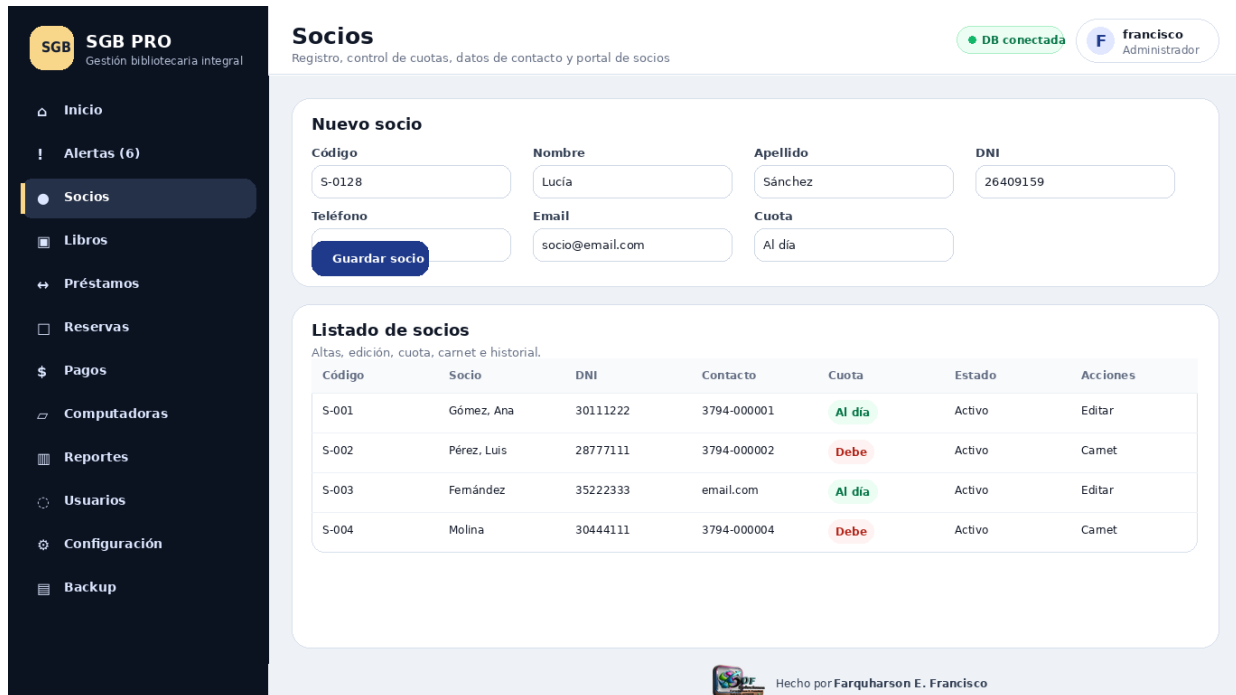 SGB
SGB PRO
Gestión bibliotecaria integral
Inicio
! Alertas (6)
Socios
Libros
Préstamos
Reservas
$ Pagos
Computadoras
Reportes
Usuarios
Configuración
Backup
Socios
Registro, control de cuotas, datos de contacto y portal de socios
DB conectada
F
francisco
Administrador
Nuevo socio
Código Nombre Apellido DNI
S-0128 Lucía Sánchez 26409159
Teléfono Email Cuota
socio@email.com Al día
Guardar socio
Listado de socios
Altas, edición, cuota, carnet e historial.
Código Socio DNI Contacto Cuota Estado Acciones
S-001 Gómez, Ana 30111222 3794-000001 Al día Activo Editar
S-002 Pérez, Luis 28777111 3794-000002 Debe Activo Carnet
S-003 Fernández 35222333 email.com Al día Activo Editar
S-004 Molina 30444111 3794-000004 Debe Activo Carnet
Hecho por Farquharson E. Francisco